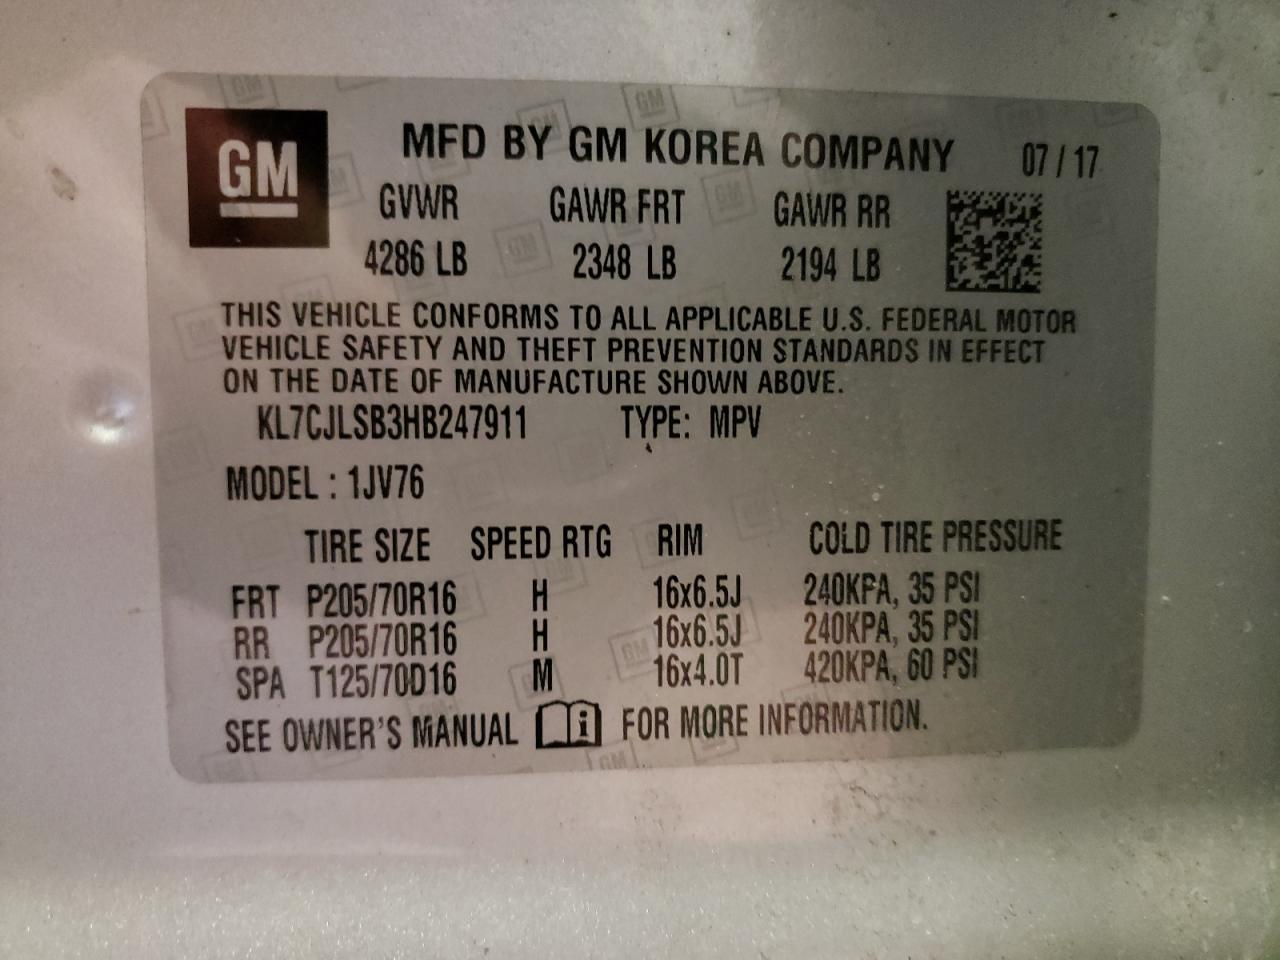 GM
MFD BY GM KOREA COMPANY 07 / 17
GVWR GAWR FRT GAWR RR
4286 LB 2348 LB 2194 LB
THIS VEHICLE CONFORMS TO ALL APPLICABLE U.S. FEDERAL MOTOR
VEHICLE SAFETY AND THEFT PREVENTION STANDARDS IN EFFECT
ON THE DATE OF MANUFACTURE SHOWN ABOVE.
KL7CJLSB3HB247911 TYPE: MPV
MODEL : 1JV76
TIRE SIZE SPEED RTG RIM COLD TIRE PRESSURE
FRT P205/70R16 H 16x6.5J 240KPA, 35 PSI
RR P205/70R16 H 16x6.5J 240KPA, 35 PSI
SPA T125/70D16 M 16x4.0T 420KPA, 60 PSI
SEE OWNER'S MANUAL i FOR MORE INFORMATION.